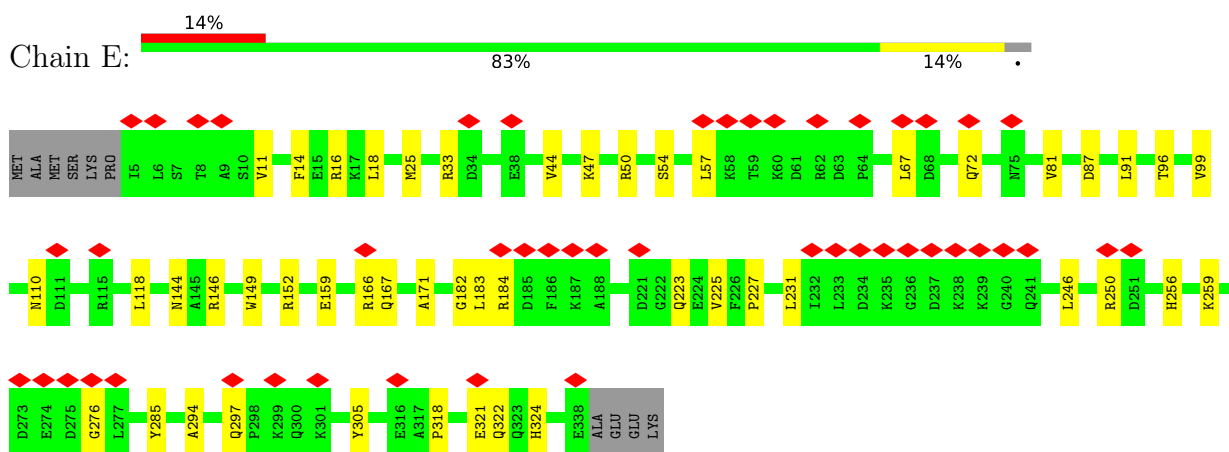 14%
Chain E:
83% 14% •
MET ALA MET SER LYS PRO I5 L6 S7 T8 A9 S10 V11 F14 E15 R16 K17 L18 M25 R33 D34 E38 V44 K47 R50 S54 L57 K58 T59 K60 D61 R62 D63 P64 L67 D68 Q72 N75 V81 D87 L91 T96 V99
N110 D111 R115 L118 N144 A145 R146 W149 R152 E159 R166 Q167 A171 G182 L183 R184 D185 F186 K187 A188 D221 G222 Q223 E224 V225 F226 P227 L231 I232 L233 D234 K235 G236 D237 K238 K239 G240 Q241 L246 R250 D251 H256 K259
D273 E274 D275 G276 L277 Y285 A294 Q297 P298 K299 Q300 K301 Y305 E316 A317 P318 E321 Q322 Q323 H324 E338 ALA GLU GLU LYS